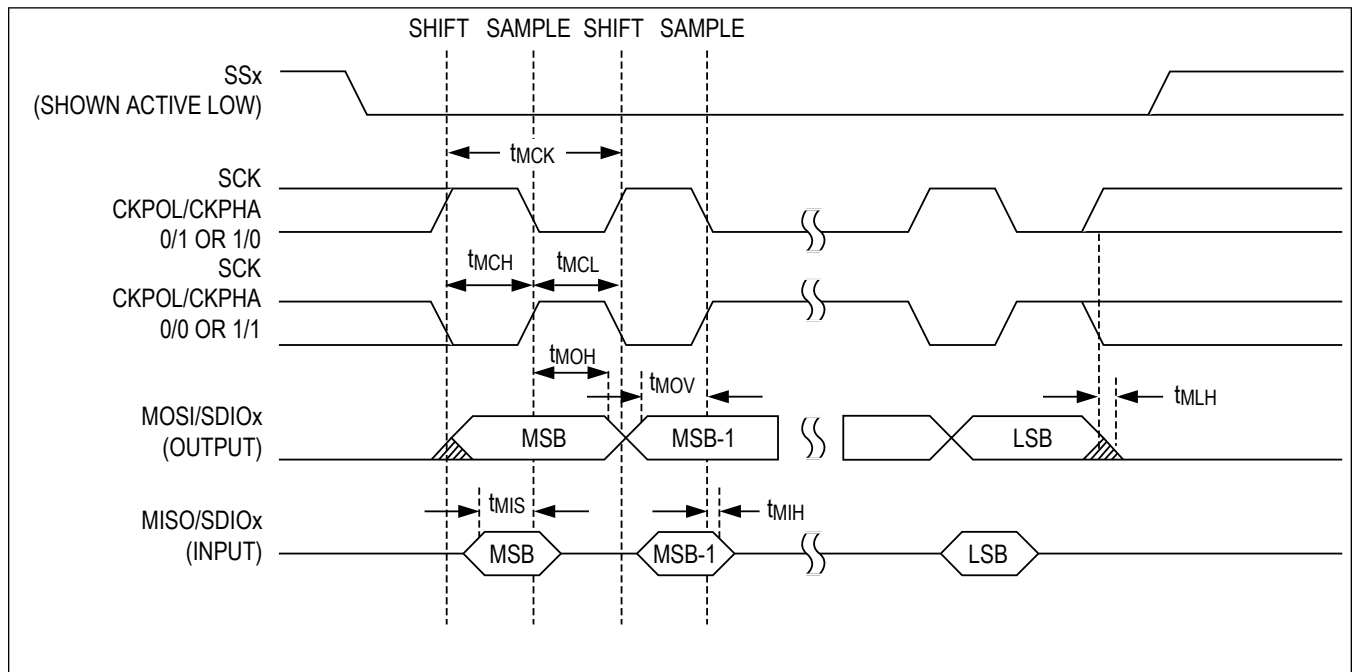 SHIFT SAMPLE SHIFT SAMPLE
SSx
(SHOWN ACTIVE LOW)
tMCK
SCK
CKPOL/CKPHA
0/1 OR 1/0
SCK
CKPOL/CKPHA
0/0 OR 1/1
tMCH tMCL
tMOH
tMOV
tMLH
MOSI/SDIOx
(OUTPUT)
MSB MSB-1 LSB
tMIS
tMIH
MISO/SDIOx
(INPUT)
MSB MSB-1 LSB